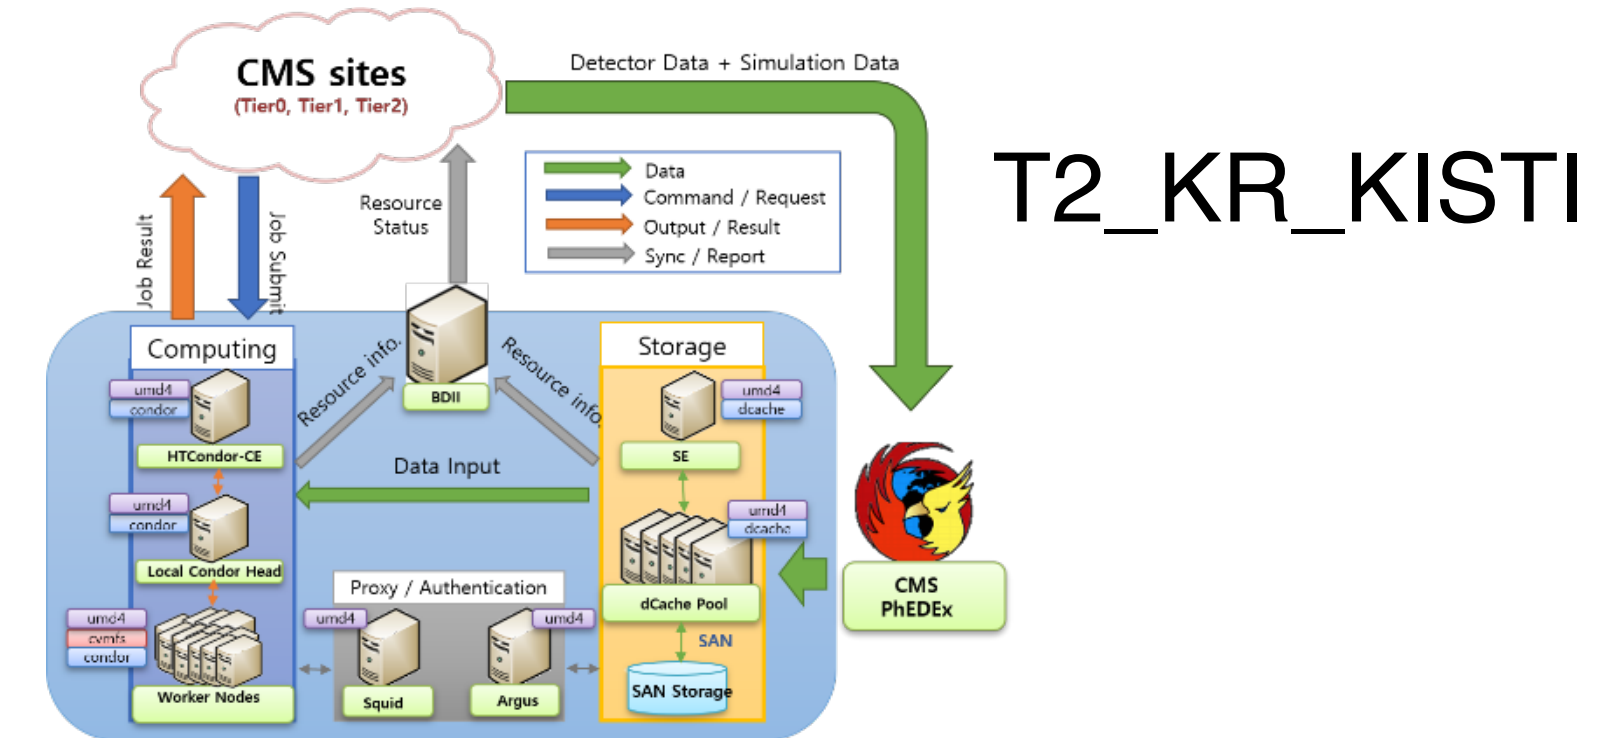 CMS sites
(Tier0, Tier1, Tier2)
Detector Data + Simulation Data
T2_KR_KISTI
Data
Command / Request
Output / Result
Sync / Report
Resource
Status
Job Result
Job Submit
Computing
umd4
condor
HTCondor-CE
umd4
condor
Local Condor Head
umd4
cvmfs
condor
Worker Nodes
BDII
Resource info.
Resource info.
Data Input
Proxy / Authentication
umd4
Squid
umd4
Argus
Storage
umd4
dcache
SE
umd4
dcache
dCache Pool
SAN
SAN Storage
CMS
PhEDEx